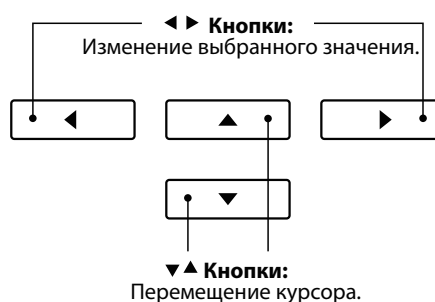 ◀ ▶ Кнопки:
Изменение выбранного значения.
▼▲ Кнопки:
Перемещение курсора.